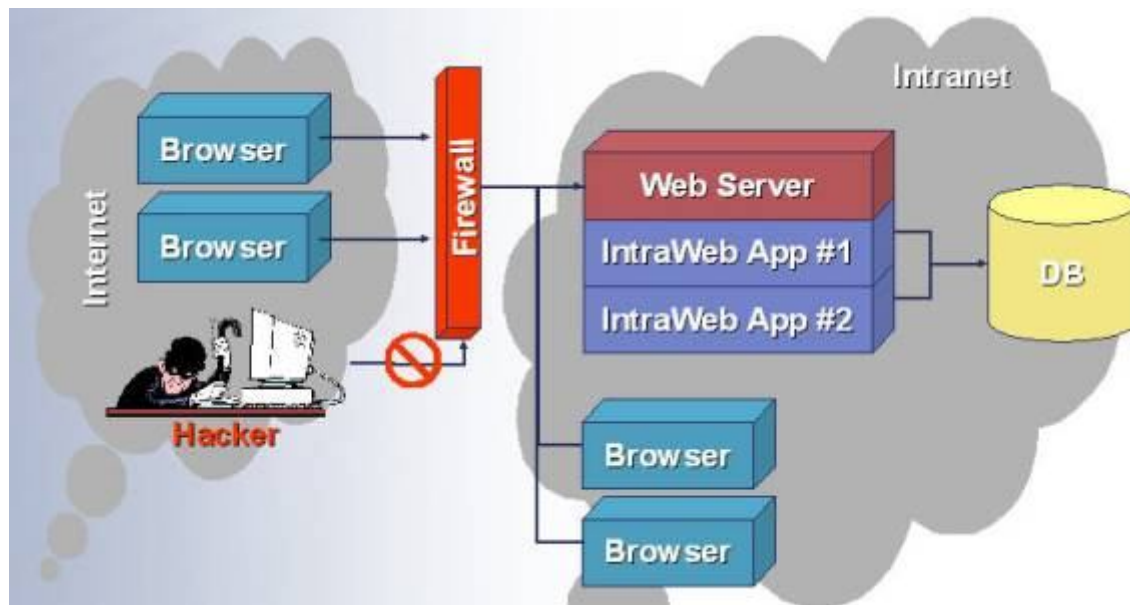 Internet
Browser
Browser
Hacker
Firewall
Intranet
Web Server
IntraWeb App #1
IntraWeb App #2
DB
Browser
Browser